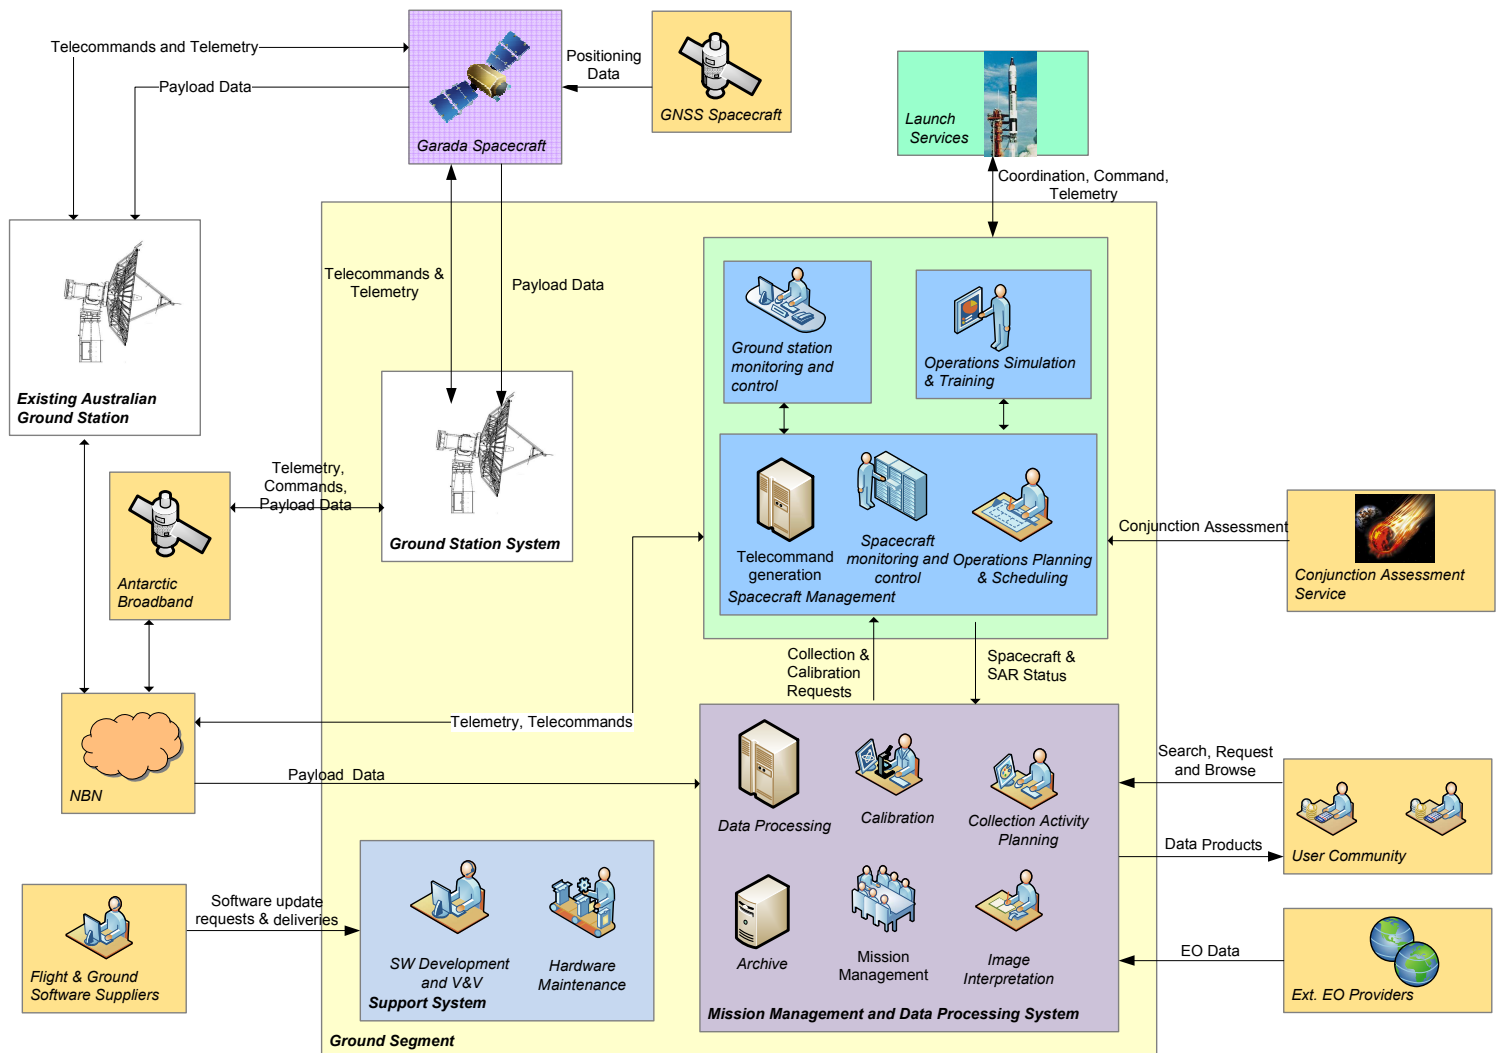 Telecommands and Telemetry
Payload Data
Garada Spacecraft
Positioning
Data
GNSS Spacecraft
Launch
Services
Coordination, Command,
Telemetry
Telecommands &
Telemetry
Payload Data
Existing Australian
Ground Station
Ground station
monitoring and
control
Operations Simulation
& Training
Telemetry,
Commands,
Payload Data
Ground Station System
Antarctic
Broadband
Telecommand
generation
Spacecraft
monitoring and
control
Operations Planning
& Scheduling
Spacecraft Management
Conjunction Assessment
Conjunction Assessment
Service
Collection &
Calibration
Requests
Spacecraft &
SAR Status
Telemetry, Telecommands
NBN
Payload Data
Data Processing
Calibration
Collection Activity
Planning
Search, Request
and Browse
Data Products
User Community
Archive
Mission
Management
Image
Interpretation
Mission Management and Data Processing System
EO Data
Ext. EO Providers
Software update
requests & deliveries
Flight & Ground
Software Suppliers
SW Development
and V&V
Hardware
Maintenance
Support System
Ground Segment